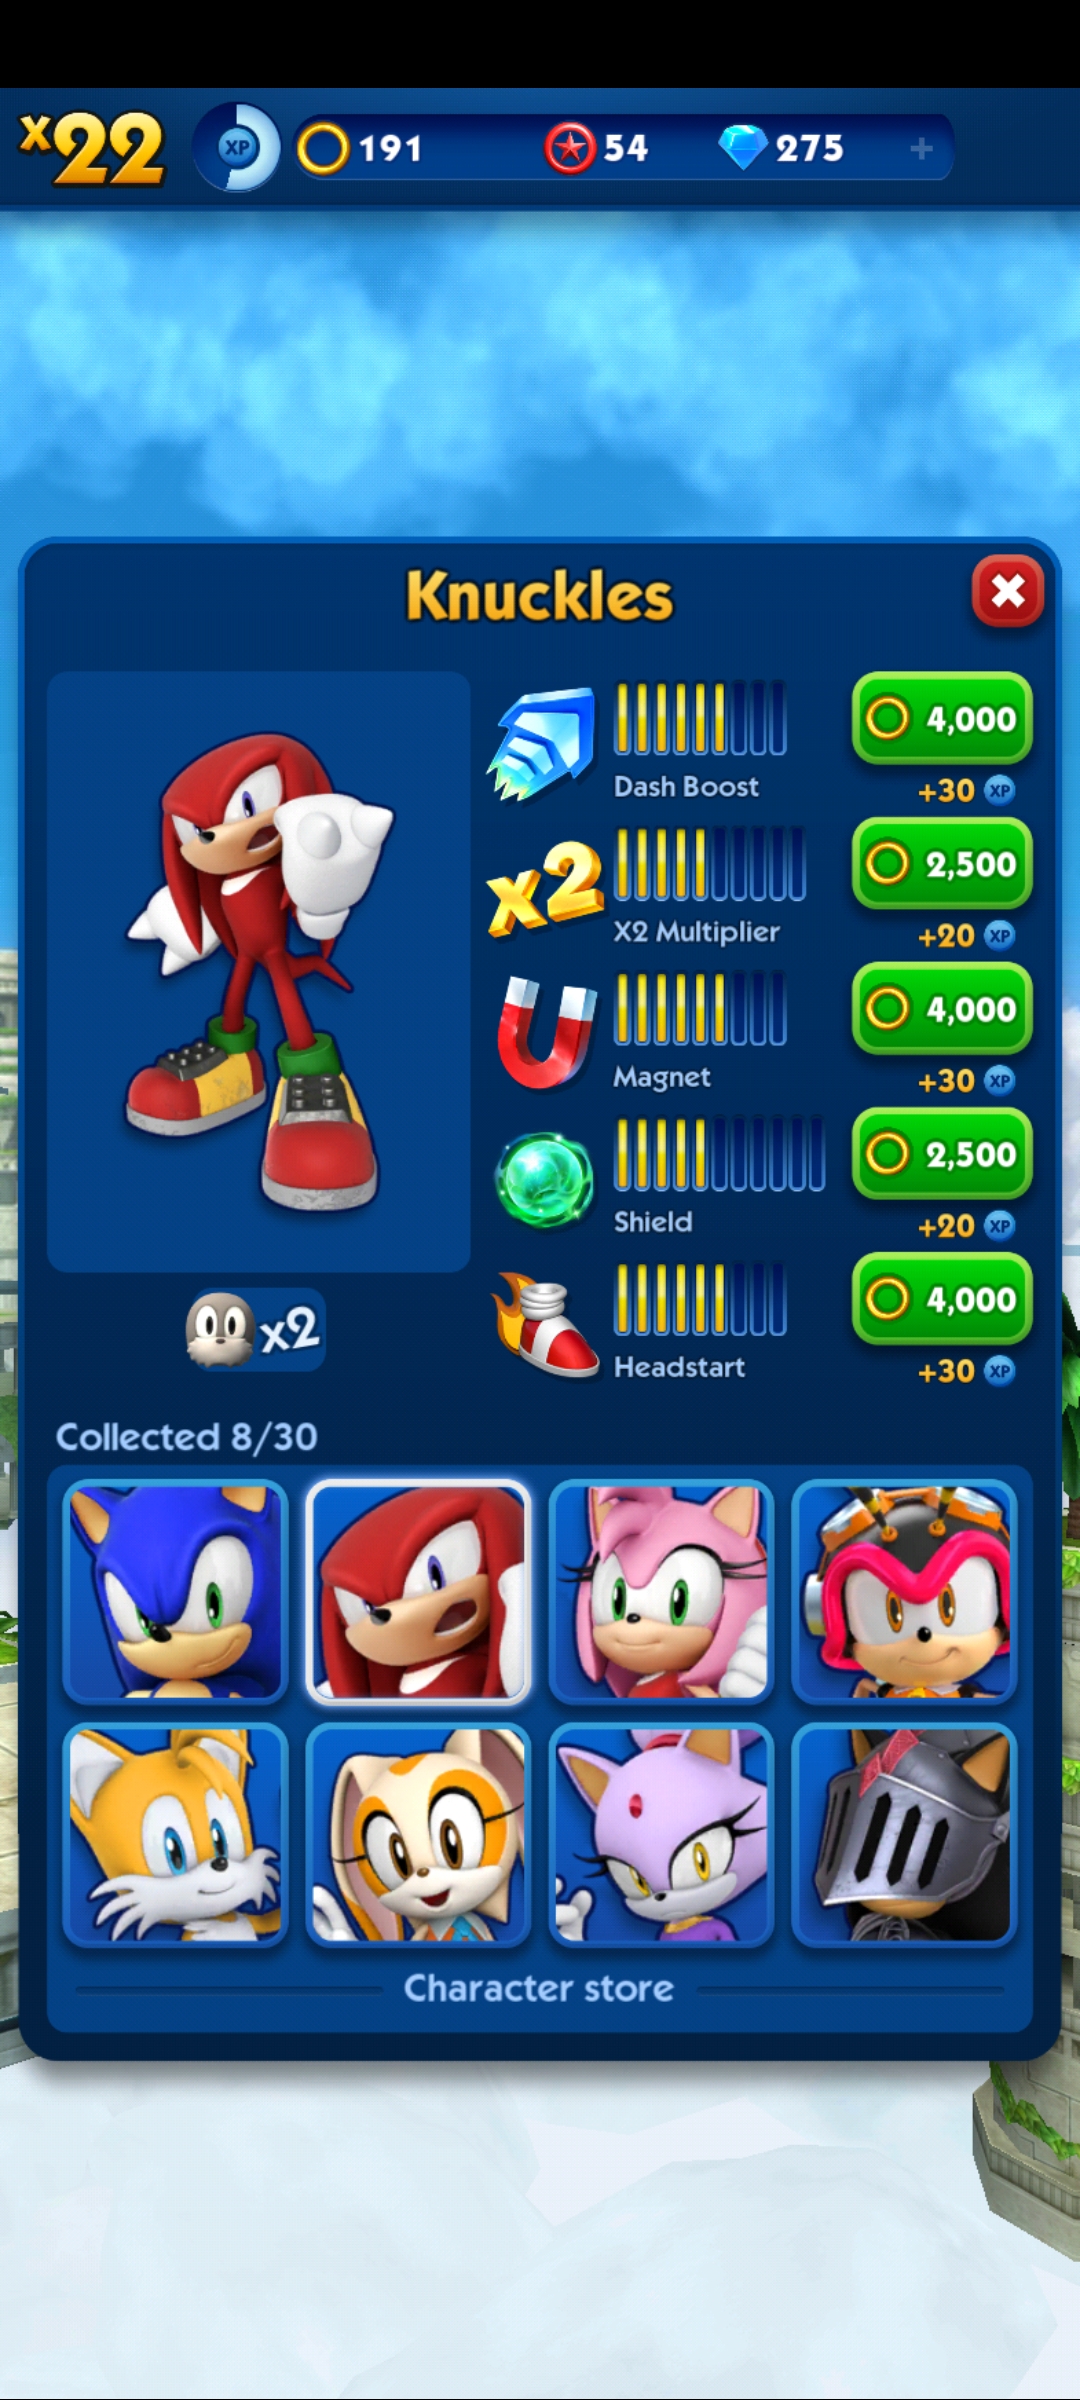 x22 XP 191 54 275 +
Knuckles
4,000
Dash Boost +30 XP
x2 2,500
X2 Multiplier +20 XP
4,000
Magnet +30 XP
2,500
Shield +20 XP
x2 4,000
Headstart +30 XP
Collected 8/30
Character store